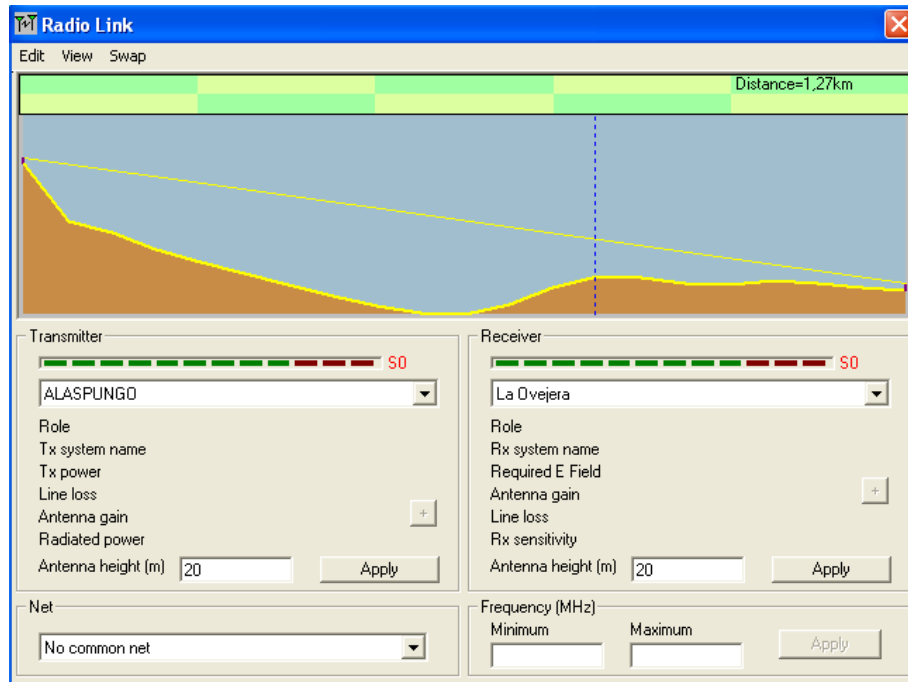 Radio Link
Edit View Swap
Distance=1,27km
Transmitter
S0
ALASPUNGO
Role
Tx system name
Tx power
Line loss
Antenna gain
+
Radiated power
Antenna height (m) 20 Apply
Receiver
S0
La Ovejera
Role
Rx system name
Required E Field
Antenna gain
+
Line loss
Rx sensitivity
Antenna height (m) 20 Apply
Net
No common net
Frequency (MHz)
Minimum Maximum
Apply